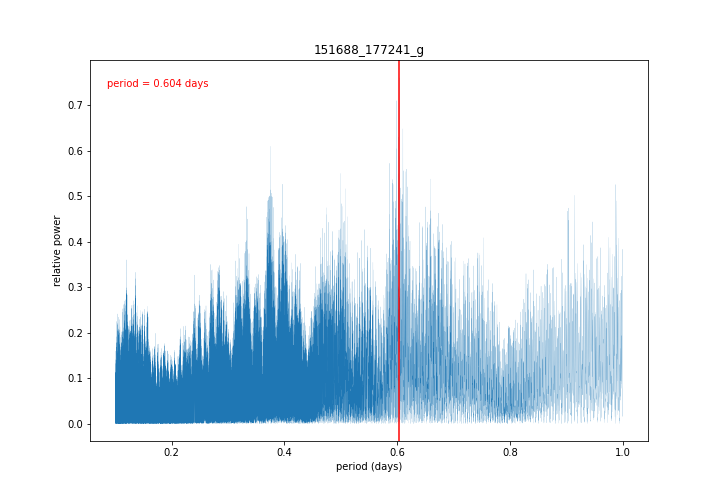 151688_177241_g
period = 0.604 days
0.7
0.6
0.5
0.4
0.3
0.2
0.1
0.0
relative power
0.2 0.4 0.6 0.8 1.0
period (days)